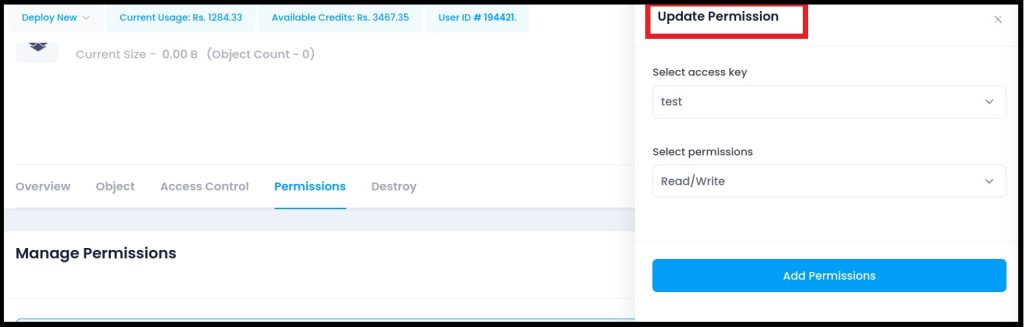 Deploy New
Current Usage: Rs. 1284.33
Available Credits: Rs. 3467.35
User ID # 194421.
Current Size - 0.00 B (Object Count - 0)
Overview
Object
Access Control
Permissions
Destroy
Manage Permissions
Update Permission
Select access key
test
Select permissions
Read/Write
Add Permissions